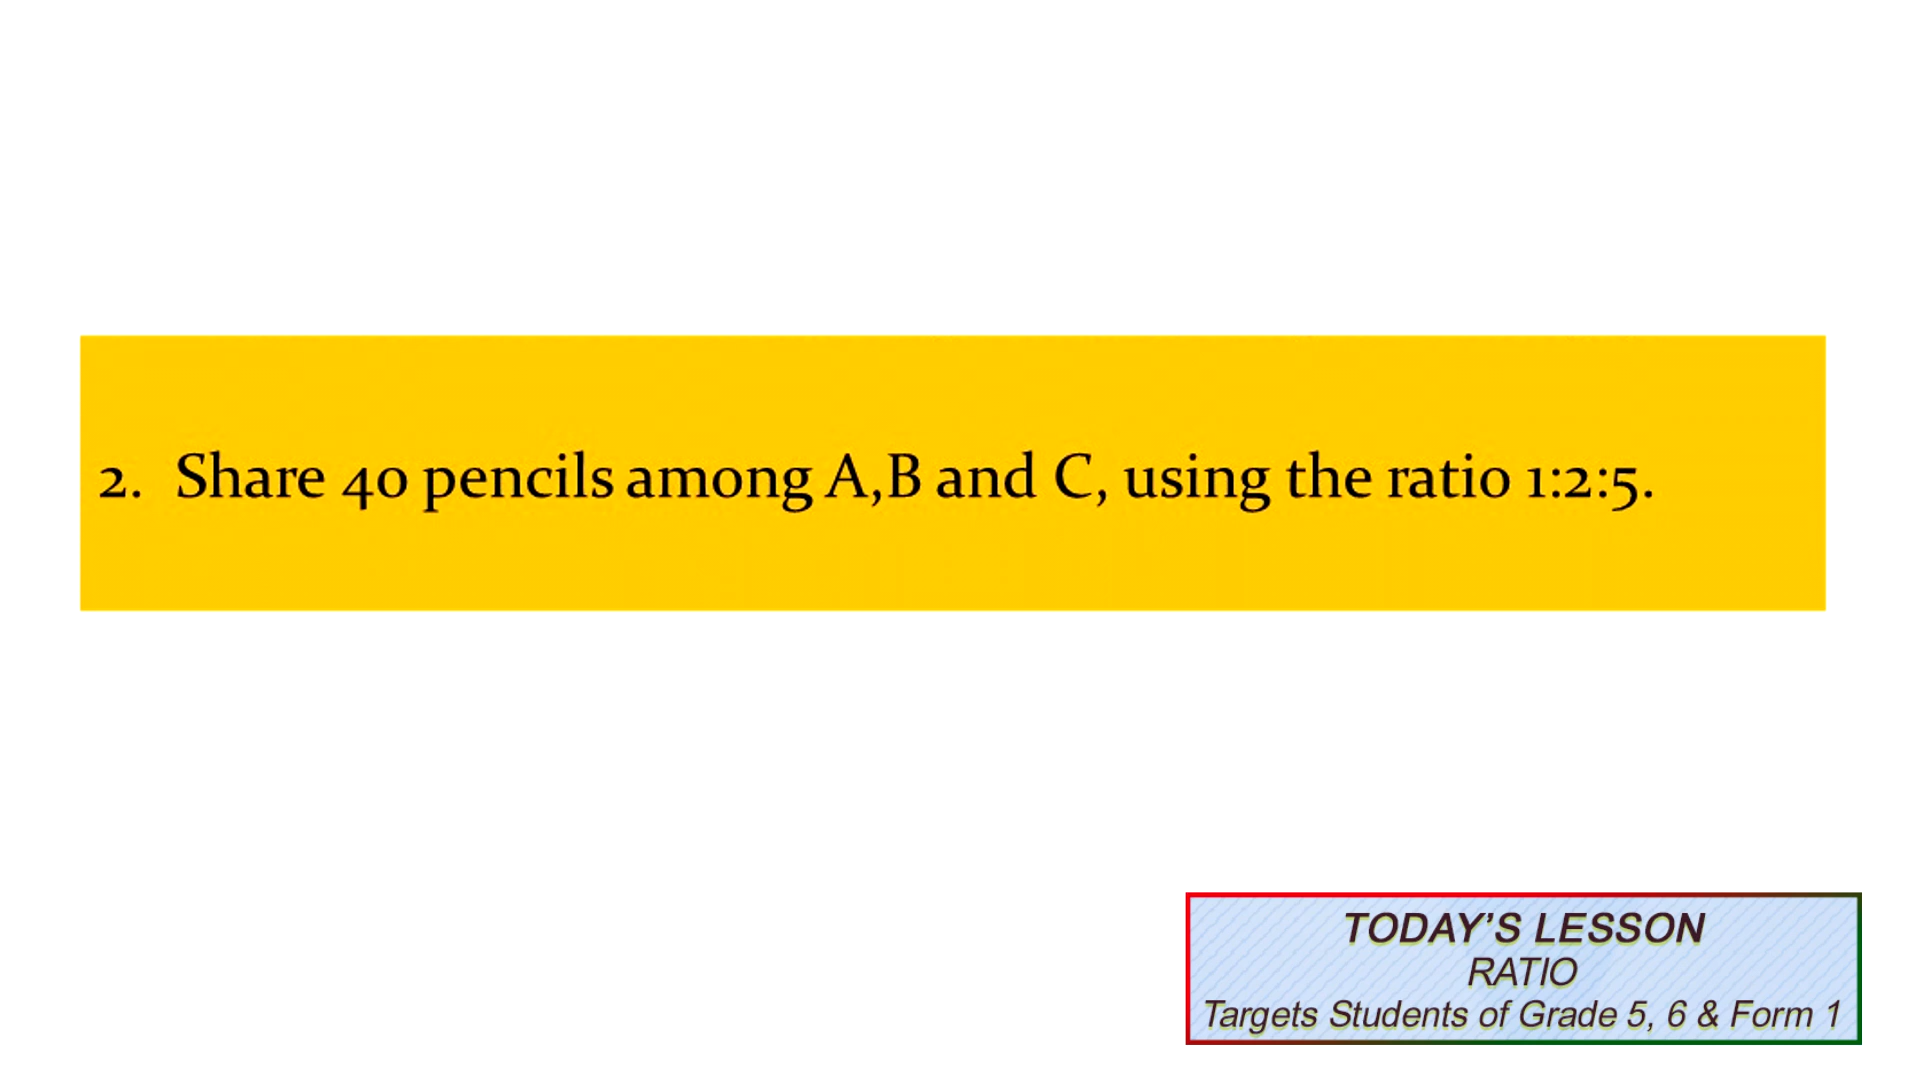 2. Share 40 pencils among A,B and C, using the ratio 1:2:5.
TODAY’S LESSON
RATIO
Targets Students of Grade 5, 6 & Form 1